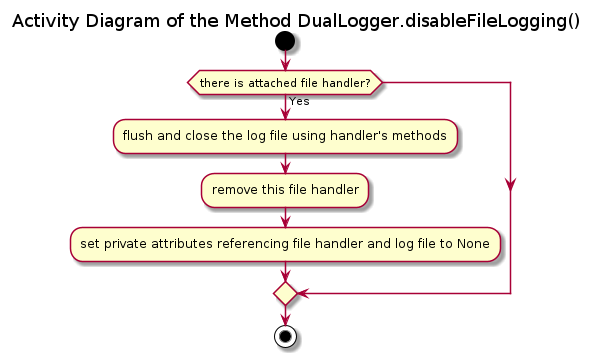 Activity Diagram of the Method DualLogger.disableFileLogging()
there is attached file handler?
Yes
flush and close the log file using handler's methods
remove this file handler
set private attributes referencing file handler and log file to None